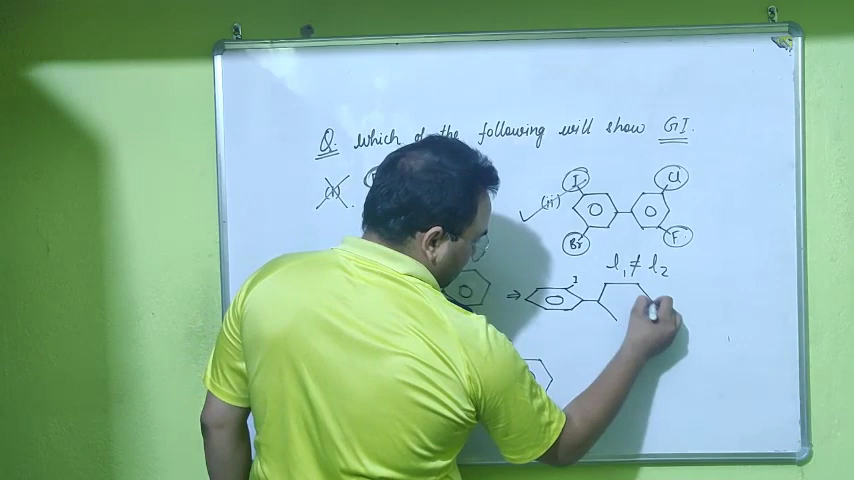 Q. which of the following will show GI.
(i).
(ii) I Cl
Br F
l₁ ≠ l₂
⇒ I